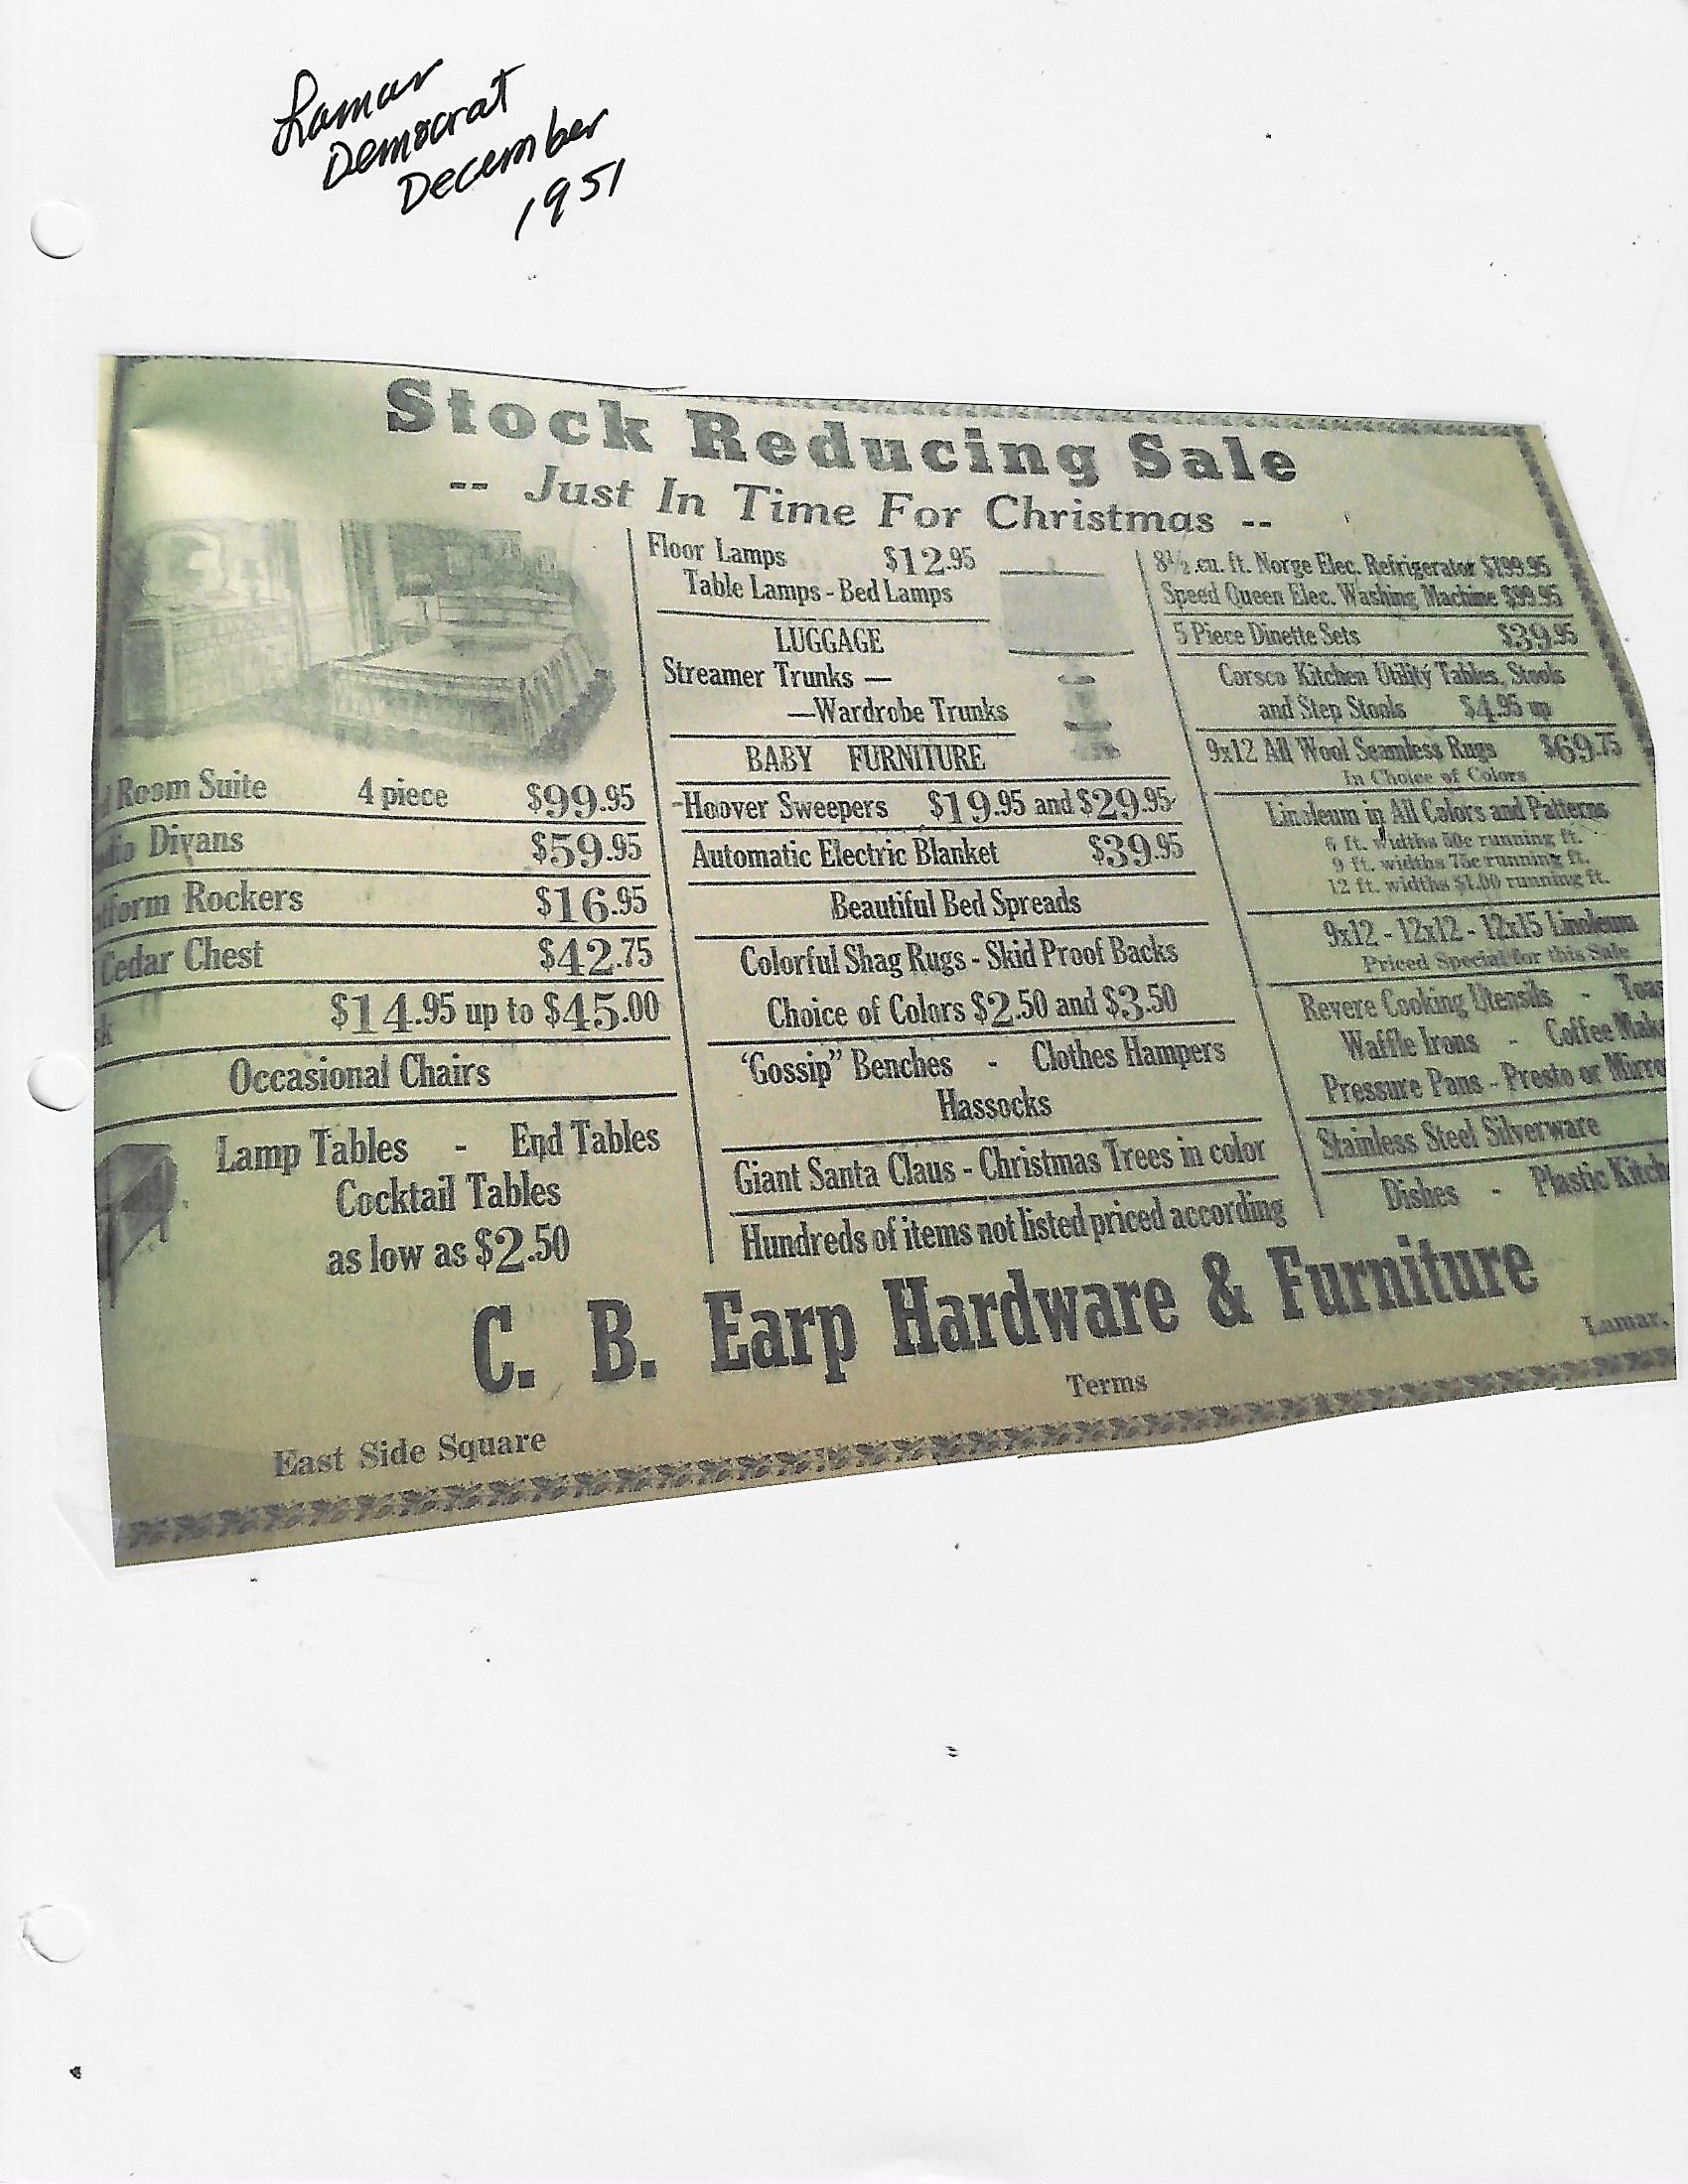 Lamar
Democrat
December
1951
Stock Reducing Sale
-- Just In Time For Christmas --
Room Suite 4 piece $99.95
Divans $59.95
Rockers $16.95
Cedar Chest $42.75
$14.95 up to $45.00
Occasional Chairs
Lamp Tables - End Tables
Cocktail Tables
as low as $2.50
Floor Lamps $12.95
Table Lamps - Bed Lamps
LUGGAGE
Streamer Trunks —
—Wardrobe Trunks
BABY FURNITURE
-Hoover Sweepers $19.95 and $29.95
Automatic Electric Blanket $39.95
Beautiful Bed Spreads
Colorful Shag Rugs - Skid Proof Backs
Choice of Colors $2.50 and $3.50
‘Gossip” Benches - Clothes Hampers
Hassocks
Giant Santa Claus - Christmas Trees in color
Hundreds of items not listed priced according
8½ cu. ft. Norge Elec. Refrigerator $199.95
Speed Queen Elec. Washing Machine $99.95
5 Piece Dinette Sets $39.95
Corsco Kitchen Utility Tables, Stools
and Step Stools $4.95 up
9x12 All Wool Seamless Rugs $69.75
In Choice of Colors
Linoleum in All Colors and Patterns
6 ft. widths 50c running ft.
9 ft. widths 75c running ft.
12 ft. widths $1.00 running ft.
9x12 - 12x12 - 12x15 Linoleum
Priced Special for this Sale
Revere Cooking Utensils -
Waffle Irons - Coffee
Pressure Pans - Presto or
Stainless Steel Silverware
Dishes - Plastic
C. B. Earp Hardware & Furniture
Lamar,
Terms
East Side Square